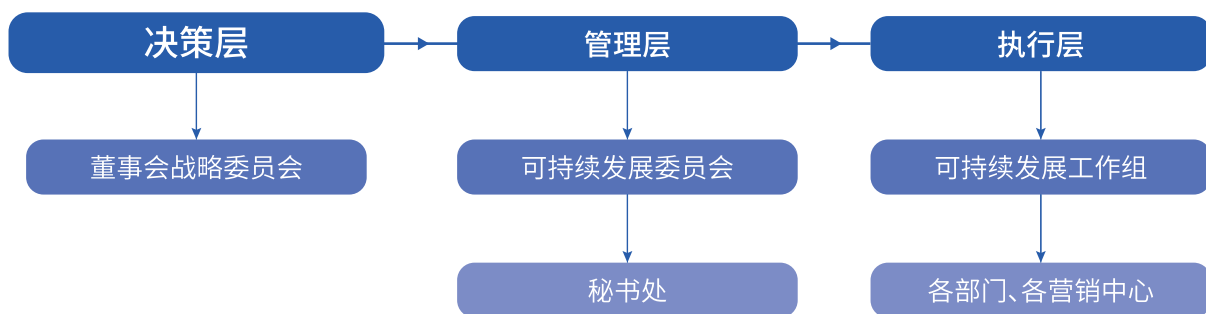 决策层
管理层
执行层
董事会战略委员会
可持续发展委员会
可持续发展工作组
秘书处
各部门、各营销中心